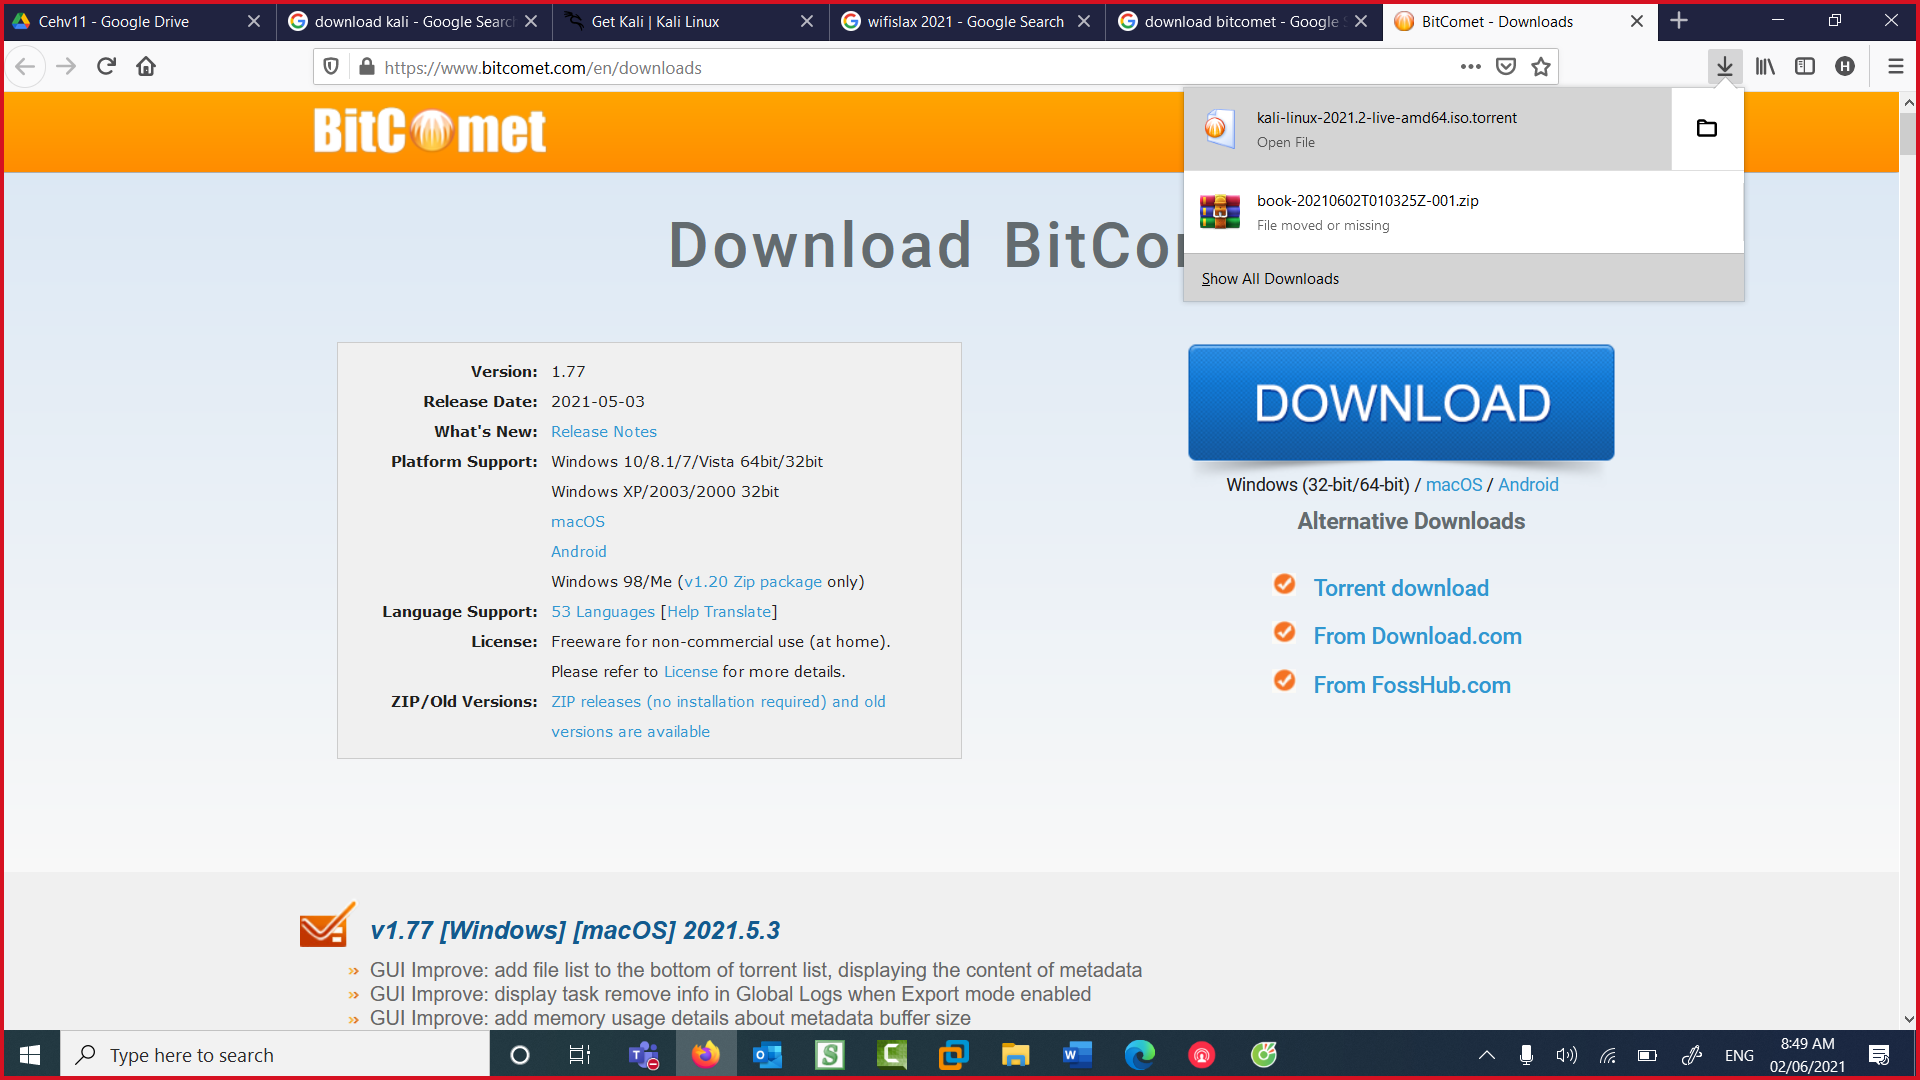 Cehv11 - Google Drive
download kali - Google Search
Get Kali | Kali Linux
wifislax 2021 - Google Search
download bitcomet - Google S
BitComet - Downloads
https://www.bitcomet.com/en/downloads
H
BitComet
kali-linux-2021.2-live-amd64.iso.torrent
Open File
book-20210602T010325Z-001.zip
File moved or missing
Show All Downloads
Download BitCo
Version: 1.77
Release Date: 2021-05-03
What's New: Release Notes
Platform Support: Windows 10/8.1/7/Vista 64bit/32bit
Windows XP/2003/2000 32bit
macOS
Android
Windows 98/Me (v1.20 Zip package only)
Language Support: 53 Languages [Help Translate]
License: Freeware for non-commercial use (at home).
Please refer to License for more details.
ZIP/Old Versions: ZIP releases (no installation required) and old
versions are available
DOWNLOAD
Windows (32-bit/64-bit) / macOS / Android
Alternative Downloads
Torrent download
From Download.com
From FossHub.com
v1.77 [Windows] [macOS] 2021.5.3
» GUI Improve: add file list to the bottom of torrent list, displaying the content of metadata
» GUI Improve: display task remove info in Global Logs when Export mode enabled
» GUI Improve: add memory usage details about metadata buffer size
Type here to search
ENG
8:49 AM
02/06/2021